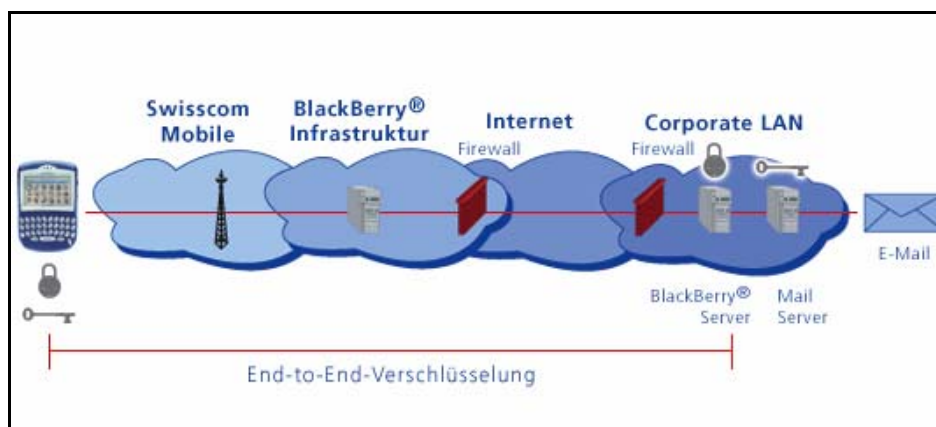 Swisscom
Mobile
BlackBerry®
Infrastruktur
Internet
Corporate LAN
Firewall
Firewall
E-Mail
BlackBerry®
Server
Mail
Server
End-to-End-Verschlüsselung